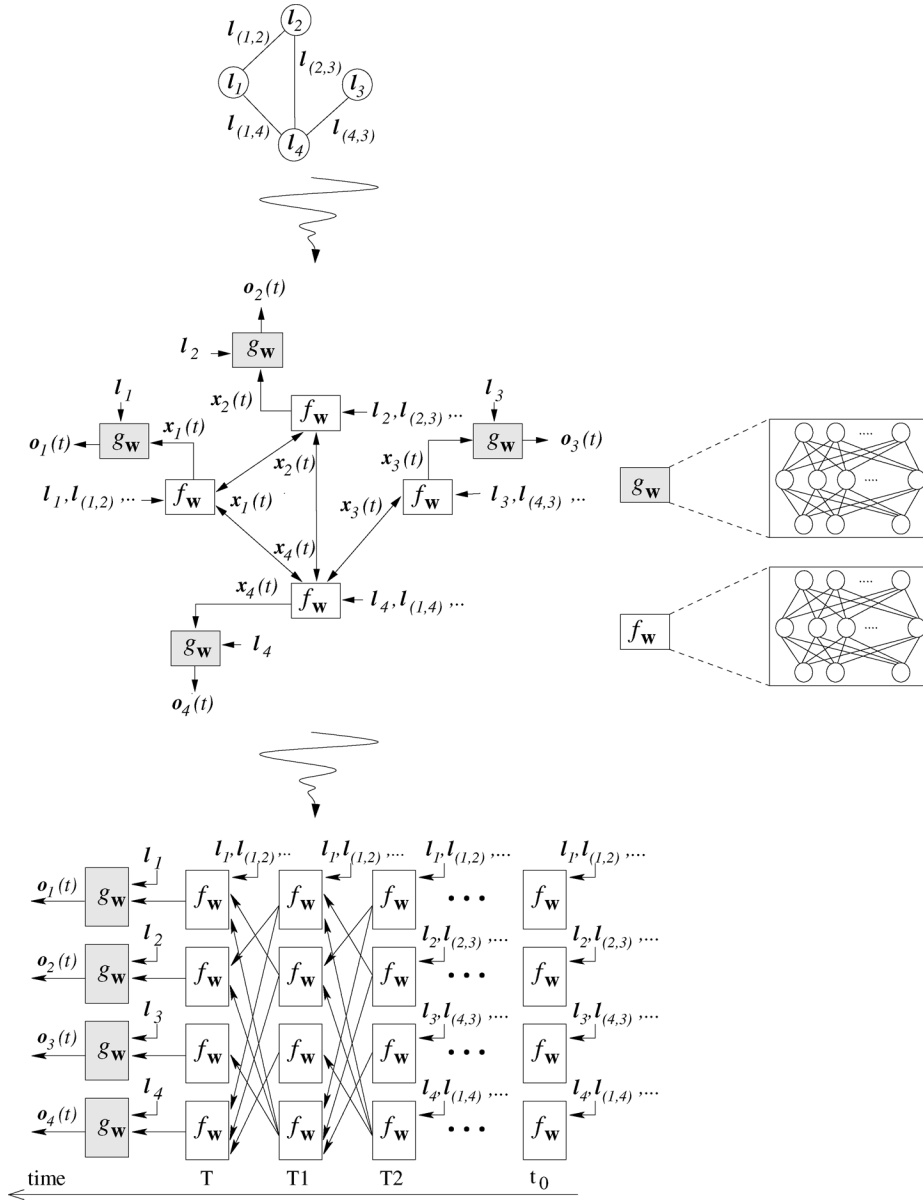 l(1,2) l2
l(2,3)
l1 l3
l(1,4) l(4,3)
l4
o2(t)
l2 gw
l1 x2(t) l3
x1(t) fw l2, l(2,3) ,..
o1(t) gw gw o3(t)
x2(t) x3(t)
l1, l(1,2) ,.. fw x1(t) x3(t) fw l3, l(4,3) ,..
gw
....
....
x4(t)
x4(t) fw l4, l(1,4) ,..
gw l4
o4(t)
fw
....
....
l1, l(1,2) ,.. l1, l(1,2) ,... l1, l(1,2) ,... l1, l(1,2) ,...
l1
o1(t) gw fw fw fw • • • fw
l2 l2, l(2,3) ,... l2, l(2,3) ,...
o2(t) gw fw fw fw • • • fw
l3 l3, l(4,3) ,... l3, l(4,3) ,...
o3(t) gw fw fw fw • • • fw
l4 l4, l(1,4) ,... l4, l(1,4) ,...
o4(t) gw fw fw fw • • • fw
time T T1 T2 t0